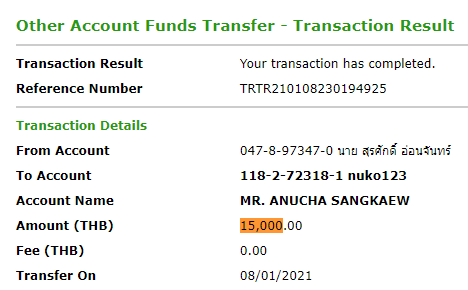 Other Account Funds Transfer - Transaction Result
Transaction Result Your transaction has completed.
Reference Number TRTR210108230194925
Transaction Details
From Account 047-8-97347-0 นาย สุรศักดิ์ อ่อนจันทร์
To Account 118-2-72318-1 nuko123
Account Name MR. ANUCHA SANGKAEW
Amount (THB) 15,000.00
Fee (THB) 0.00
Transfer On 08/01/2021